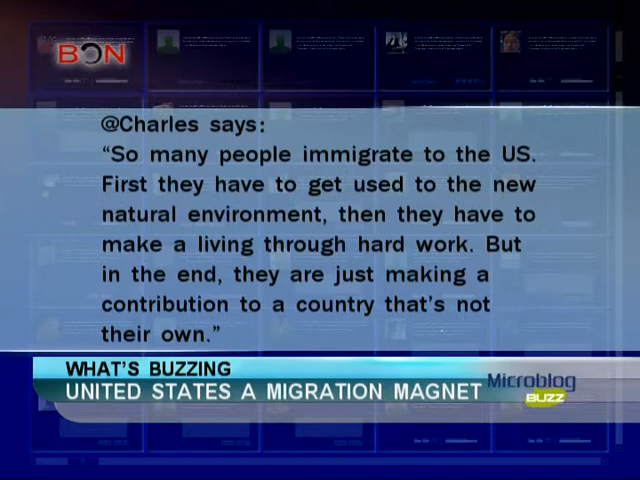 BON
@Charles says:
“So many people immigrate to the US.
First they have to get used to the new
natural environment, then they have to
make a living through hard work. But
in the end, they are just making a
contribution to a country that’s not
their own.”
WHAT’S BUZZING
UNITED STATES A MIGRATION MAGNET
Microblog
BUZZ